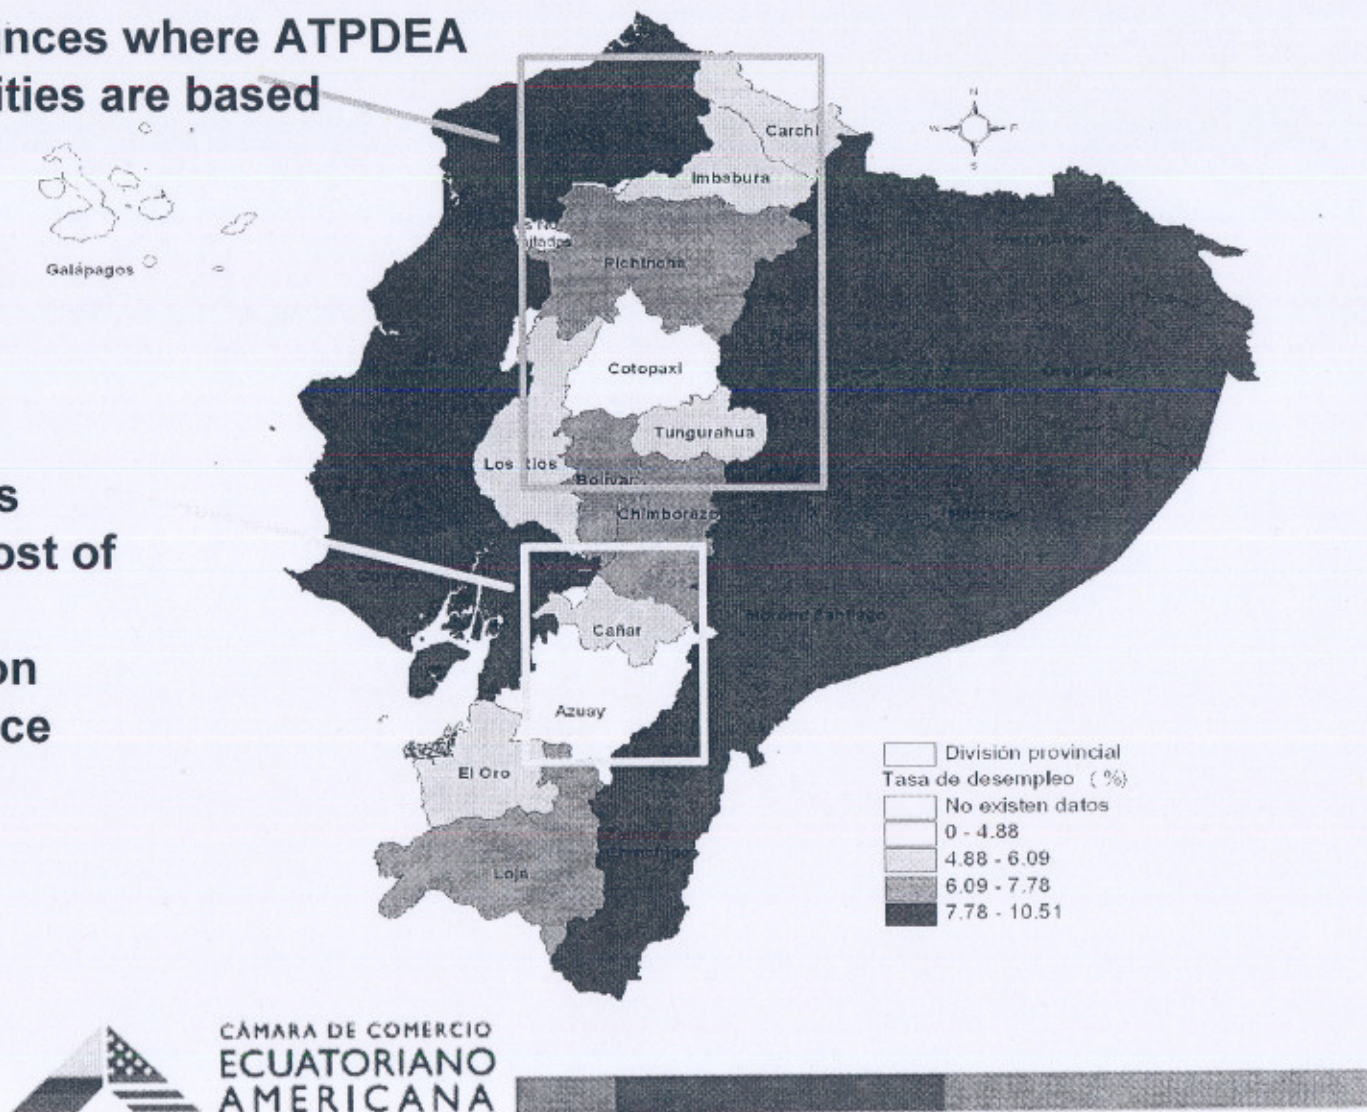 inces where ATPDEA
ities are based
N
W
S
Carchi
Imbabura
Galápagos
Pichincha
Cotopaxi
Tungurahua
Los Rios
Bolivar
Chimborazo
s
ost of
on
ce
Morona Santiago
Cañar
Azuay
El Oro
Loja
División provincial
Tasa de desempleo ( %)
No existen datos
0 - 4.88
4.88 - 6.09
6.09 - 7.78
7.78 - 10.51
CÁMARA DE COMERCIO
ECUATORIANO
AMERICANA